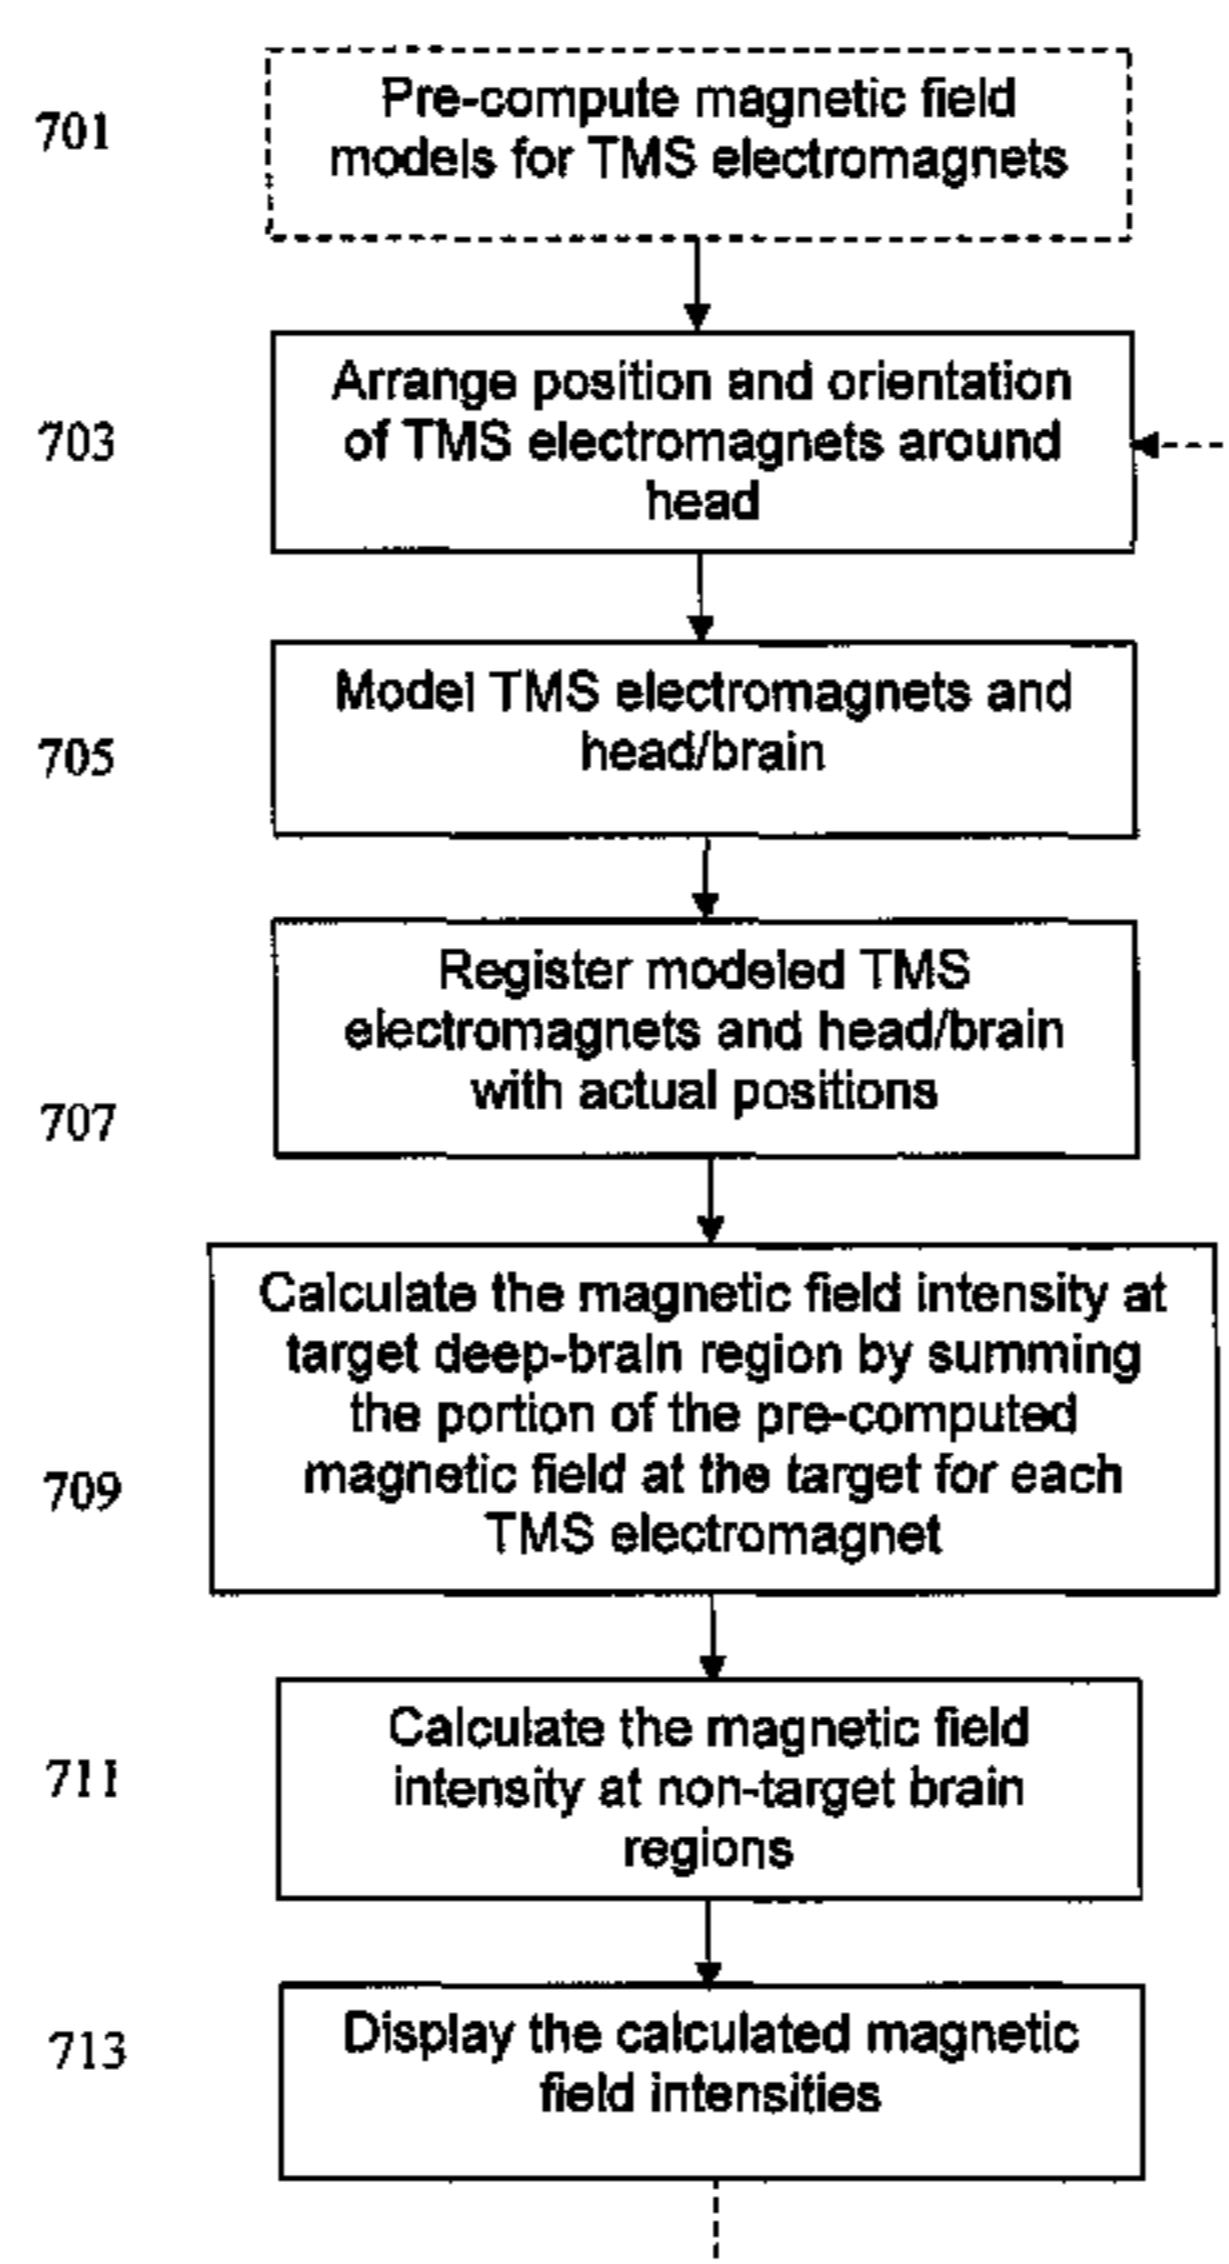 701
Pre-compute magnetic field
models for TMS electromagnets
703
Arrange position and orientation
of TMS electromagnets around
head
705
Model TMS electromagnets and
head/brain
707
Register modeled TMS
electromagnets and head/brain
with actual positions
709
Calculate the magnetic field intensity at
target deep-brain region by summing
the portion of the pre-computed
magnetic field at the target for each
TMS electromagnet
711
Calculate the magnetic field
intensity at non-target brain
regions
713
Display the calculated magnetic
field intensities